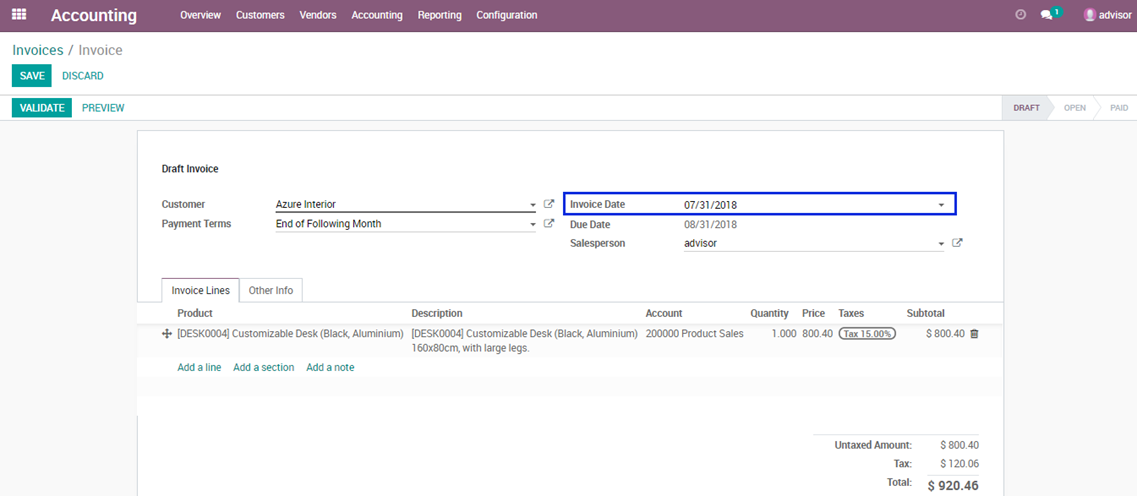 Accounting Overview Customers Vendors Accounting Reporting Configuration 1 advisor
Invoices / Invoice
SAVE DISCARD
VALIDATE PREVIEW DRAFT OPEN PAID
Draft Invoice
Customer Azure Interior Invoice Date 07/31/2018
Payment Terms End of Following Month Due Date 08/31/2018
Salesperson advisor
Invoice Lines Other Info
Product Description Account Quantity Price Taxes Subtotal
[DESK0004] Customizable Desk (Black, Aluminium) [DESK0004] Customizable Desk (Black, Aluminium) 200000 Product Sales 1.000 800.40 Tax 15.00% $ 800.40
160x80cm, with large legs.
Add a line Add a section Add a note
Untaxed Amount: $ 800.40
Tax: $ 120.06
Total: $ 920.46